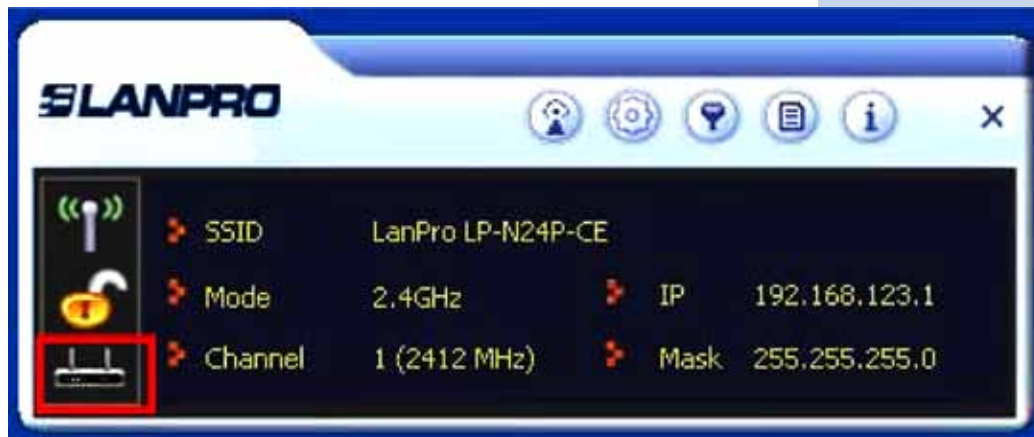 LANPRO
SSID LanPro LP-N24P-CE
Mode 2.4GHz IP 192.168.123.1
Channel 1 (2412 MHz) Mask 255.255.255.0